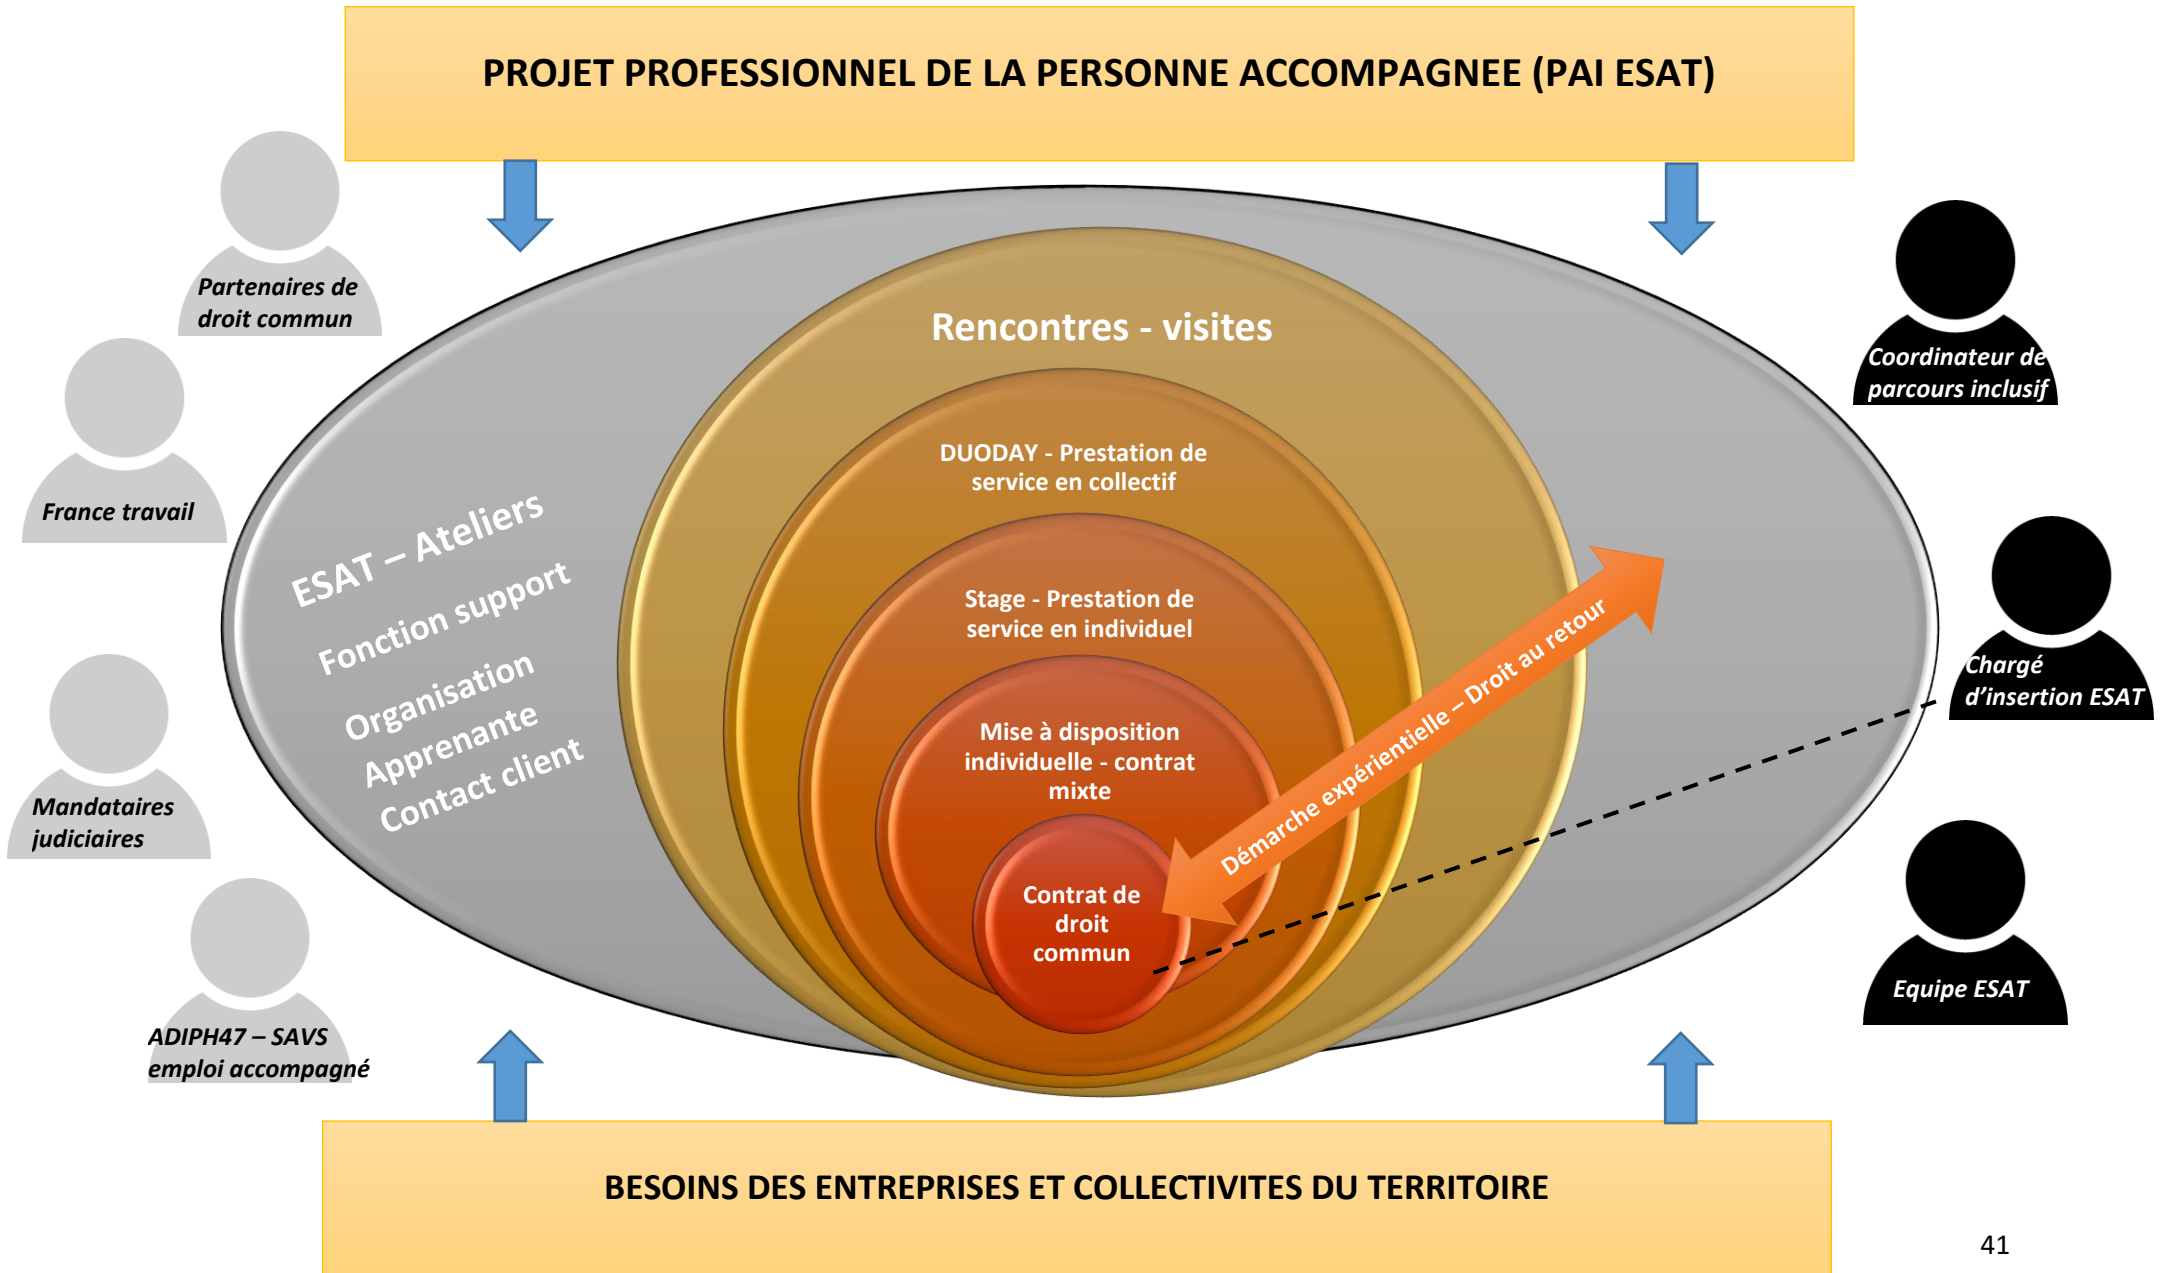 PROJET PROFESSIONNEL DE LA PERSONNE ACCOMPAGNEE (PAI ESAT)
Partenaires de
droit commun
France travail
Mandataires
judiciaires
ADIPH47 – SAVS
emploi accompagné
ESAT – Ateliers
Fonction support
Organisation
Apprenante
Contact client
Rencontres - visites
DUODAY - Prestation de
service en collectif
Stage - Prestation de
service en individuel
Mise à disposition
individuelle - contrat
mixte
Contrat de
droit
commun
Démarche expérientielle – Droit au retour
Coordinateur de
parcours inclusif
Chargé
d’insertion ESAT
Equipe ESAT
BESOINS DES ENTREPRISES ET COLLECTIVITES DU TERRITOIRE
41